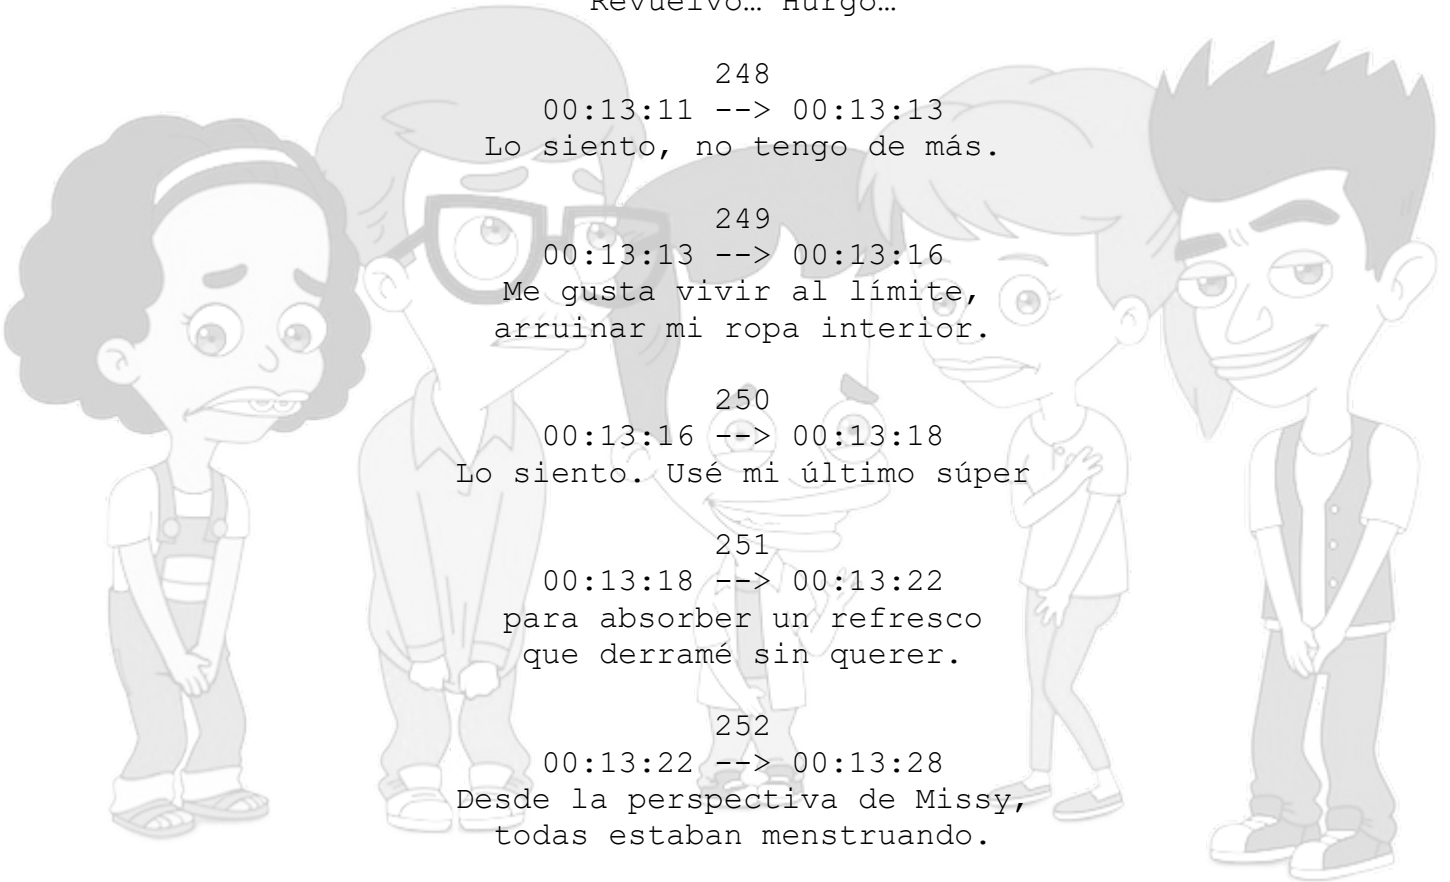 Revuelvo… Hurgo…
248
00:13:11 --> 00:13:13
Lo siento, no tengo de más.
249
00:13:13 --> 00:13:16
Me gusta vivir al límite,
arruinar mi ropa interior.
250
00:13:16 --> 00:13:18
Lo siento. Usé mi último súper
251
00:13:18 --> 00:13:22
para absorber un refresco
que derramé sin querer.
252
00:13:22 --> 00:13:28
Desde la perspectiva de Missy,
todas estaban menstruando.